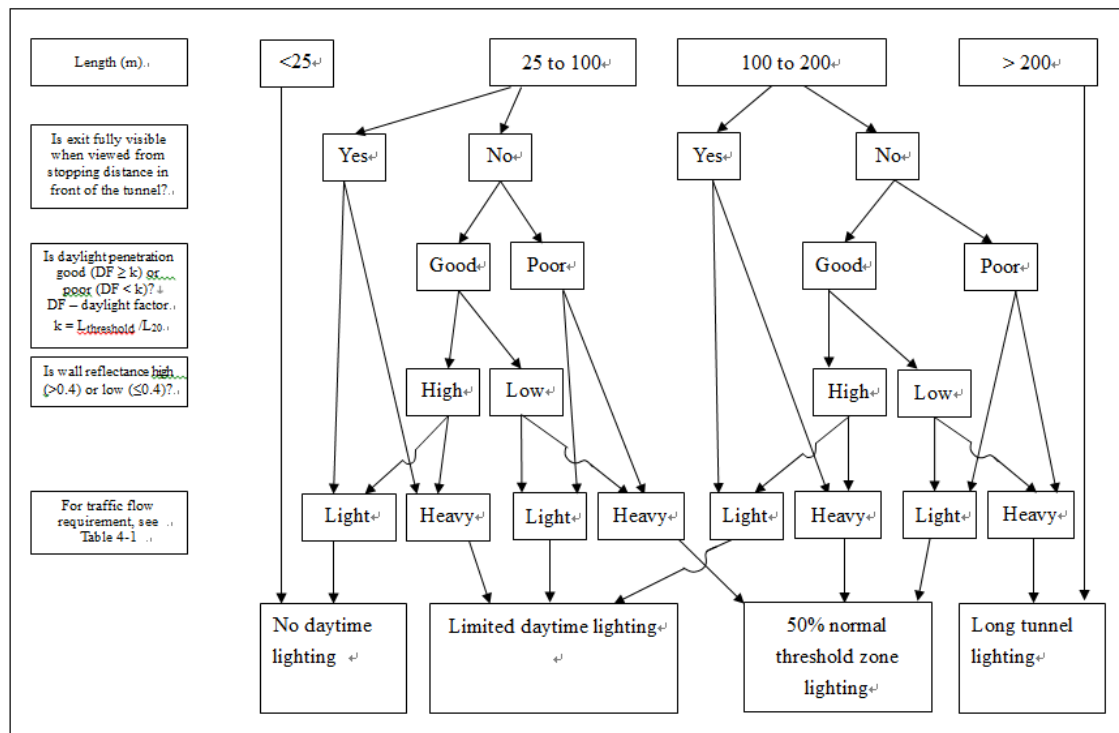 Length (m).
<25
25 to 100
100 to 200
> 200
Is exit fully visible
when viewed from
stopping distance in
front of the tunnel?.
Yes
No
Yes
No
Is daylight penetration
good (DF ≥ k) or
poor (DF < k)?
DF – daylight factor.
k = Lthreshold /L20.
Good
Poor
Good
Poor
Is wall reflectance high
(>0.4) or low (≤0.4)?.
High
Low
High
Low
For traffic flow
requirement, see
Table 4-1
Light
Heavy
Light
Heavy
Light
Heavy
Light
Heavy
No daytime
lighting
Limited daytime lighting
50% normal
threshold zone
lighting
Long tunnel
lighting